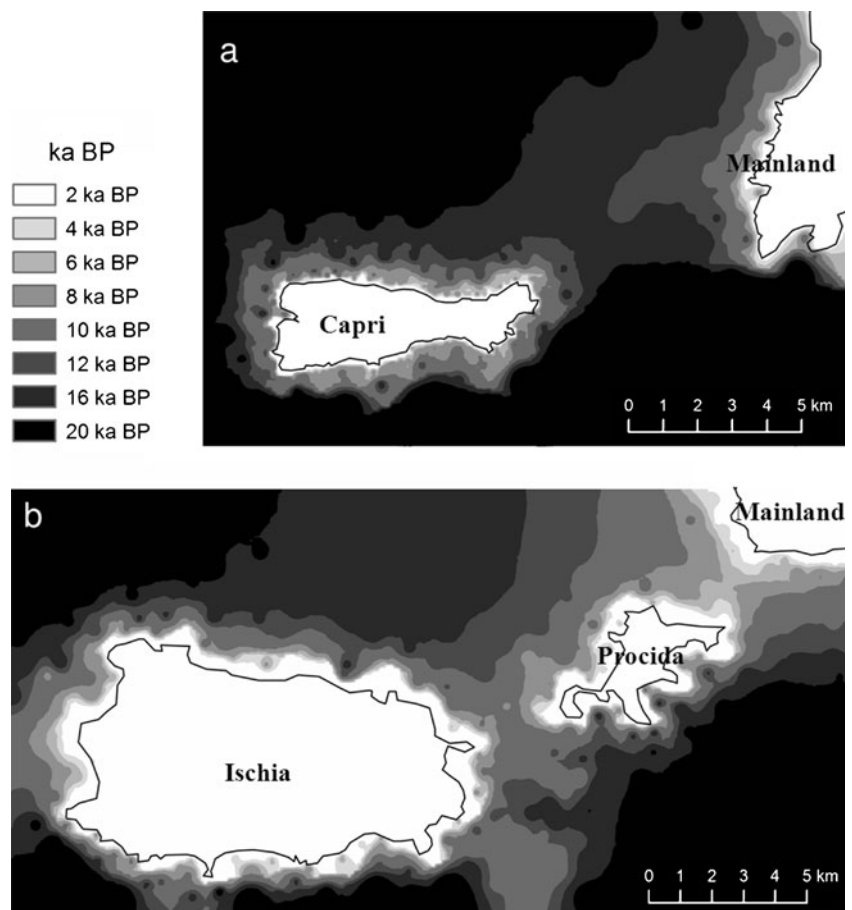 a
ka BP
2 ka BP
4 ka BP
6 ka BP
8 ka BP
10 ka BP
12 ka BP
16 ka BP
20 ka BP
Mainland
Capri
0 1 2 3 4 5 km
b
Mainland
Procida
Ischia
0 1 2 3 4 5 km